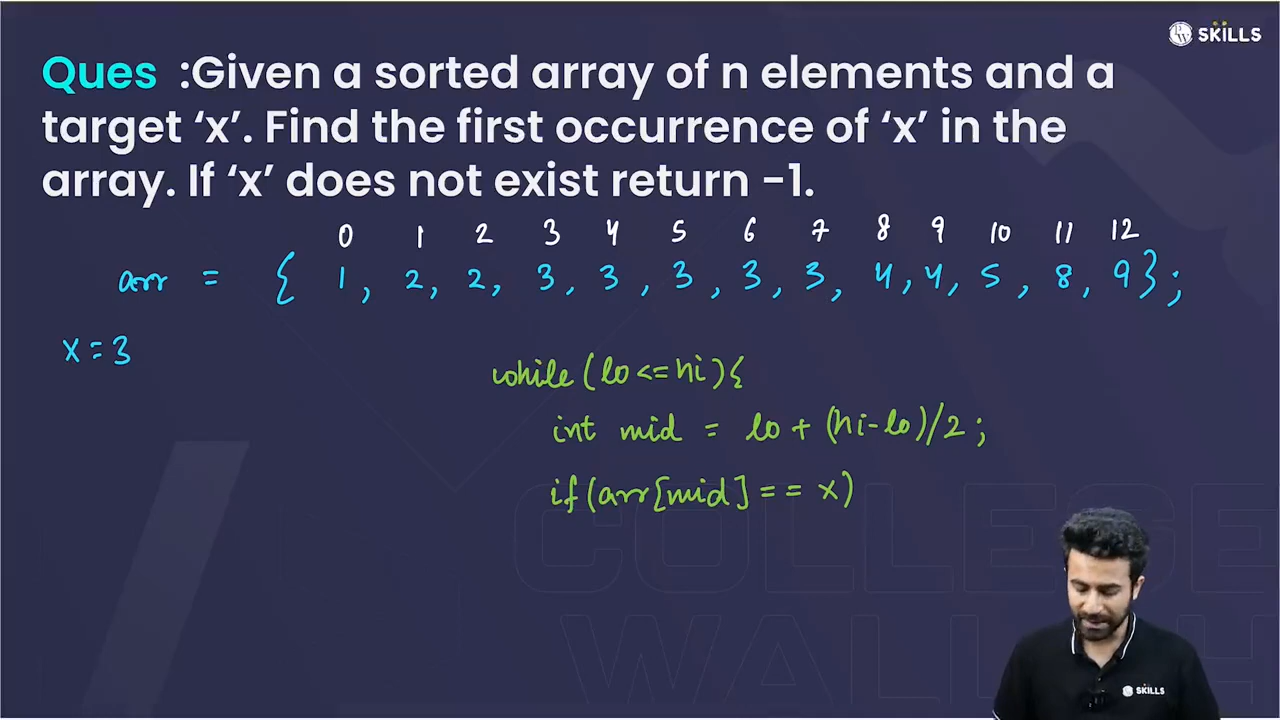 PW SKILLS
Ques :Given a sorted array of n elements and a
target ‘x’. Find the first occurrence of ‘x’ in the
array. If ‘x’ does not exist return -1.
0 1 2 3 4 5 6 7 8 9 10 11 12
arr = { 1, 2, 2, 3, 3, 3, 3, 3, 4, 4, 5, 8, 9};
x = 3
while (lo <= hi) {
int mid = lo + (hi-lo)/2;
if (arr[mid] == x)
COLLEGE
WALLAH
SKILLS